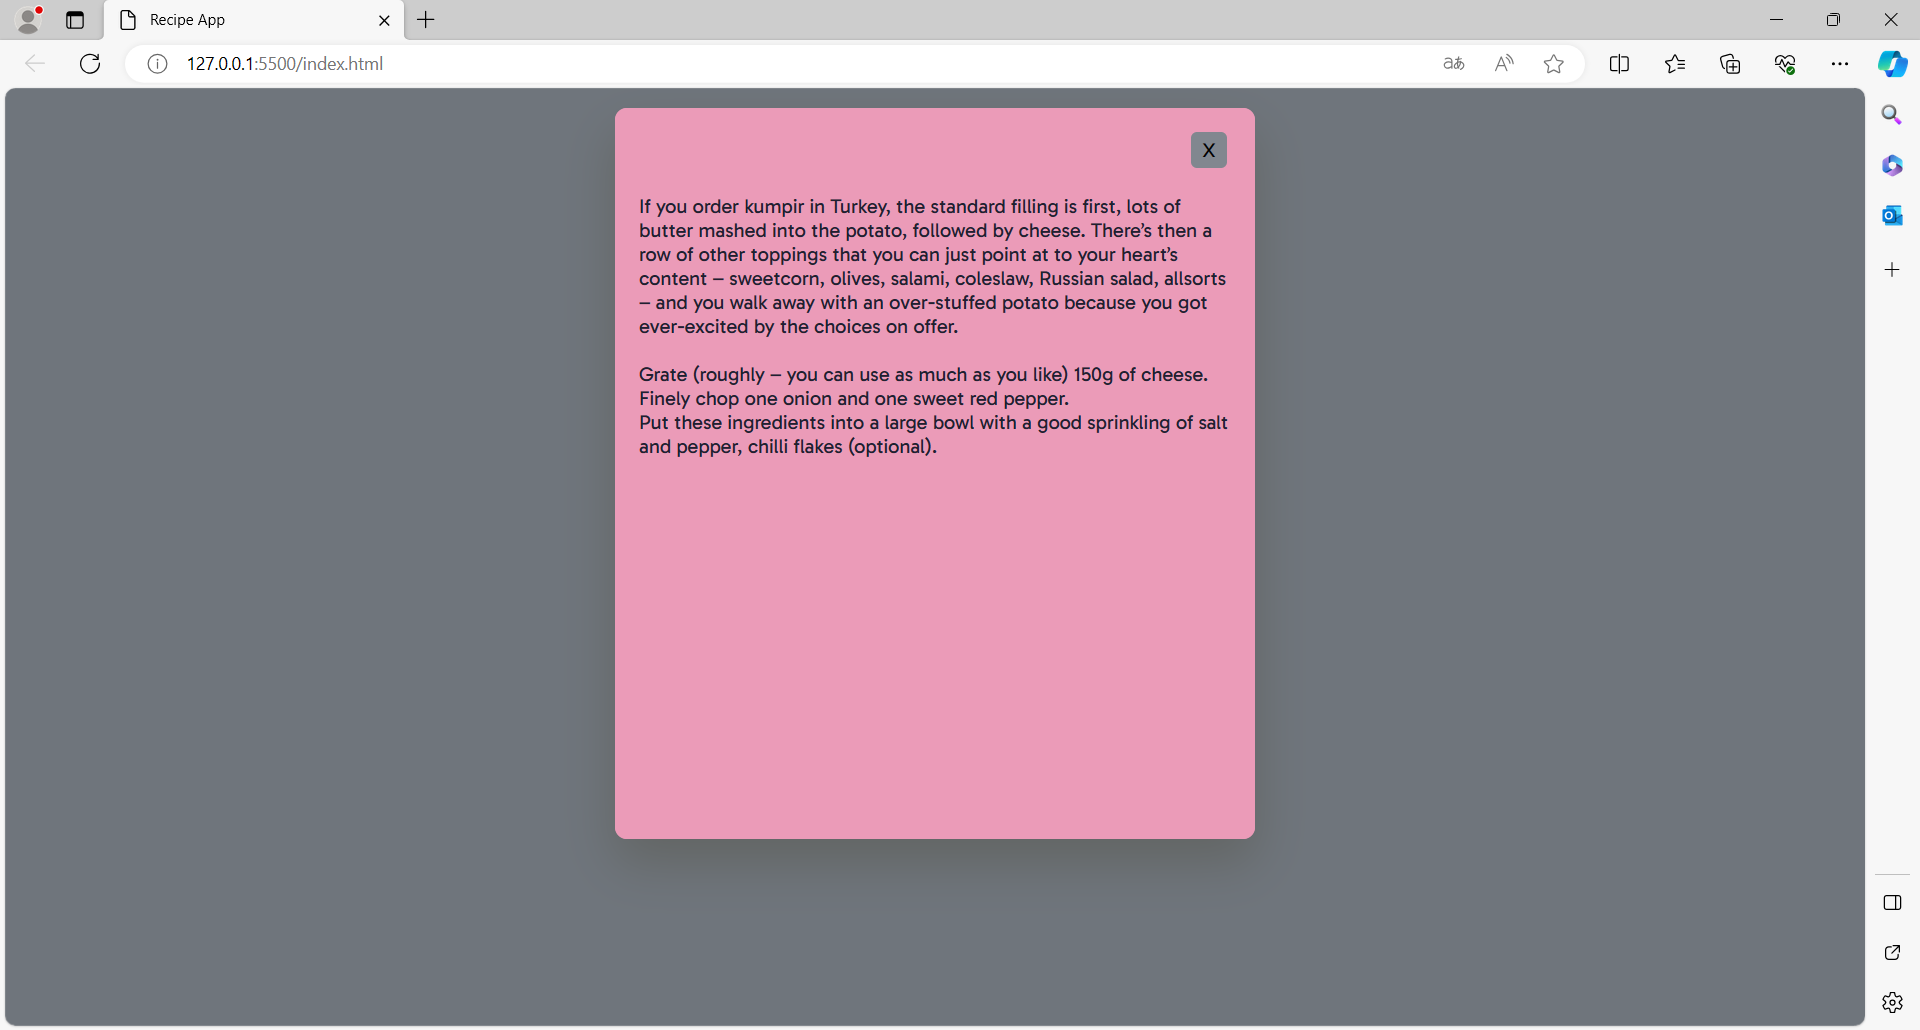 Recipe App
127.0.0.1:5500/index.html
X
If you order kumpir in Turkey, the standard filling is first, lots of
butter mashed into the potato, followed by cheese. There’s then a
row of other toppings that you can just point at to your heart’s
content – sweetcorn, olives, salami, coleslaw, Russian salad, allsorts
– and you walk away with an over-stuffed potato because you got
ever-excited by the choices on offer.
Grate (roughly – you can use as much as you like) 150g of cheese.
Finely chop one onion and one sweet red pepper.
Put these ingredients into a large bowl with a good sprinkling of salt
and pepper, chilli flakes (optional).